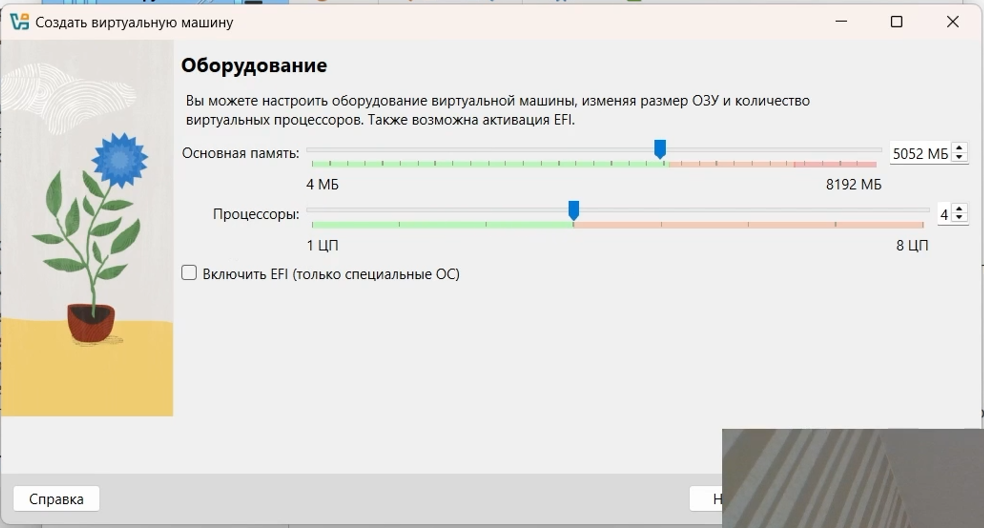 Создать виртуальную машину
Оборудование
Вы можете настроить оборудование виртуальной машины, изменяя размер ОЗУ и количество
виртуальных процессоров. Также возможна активация EFI.
Основная память:
5052 МБ
4 МБ
8192 МБ
Процессоры:
4
1 ЦП
8 ЦП
Включить EFI (только специальные ОС)
Справка